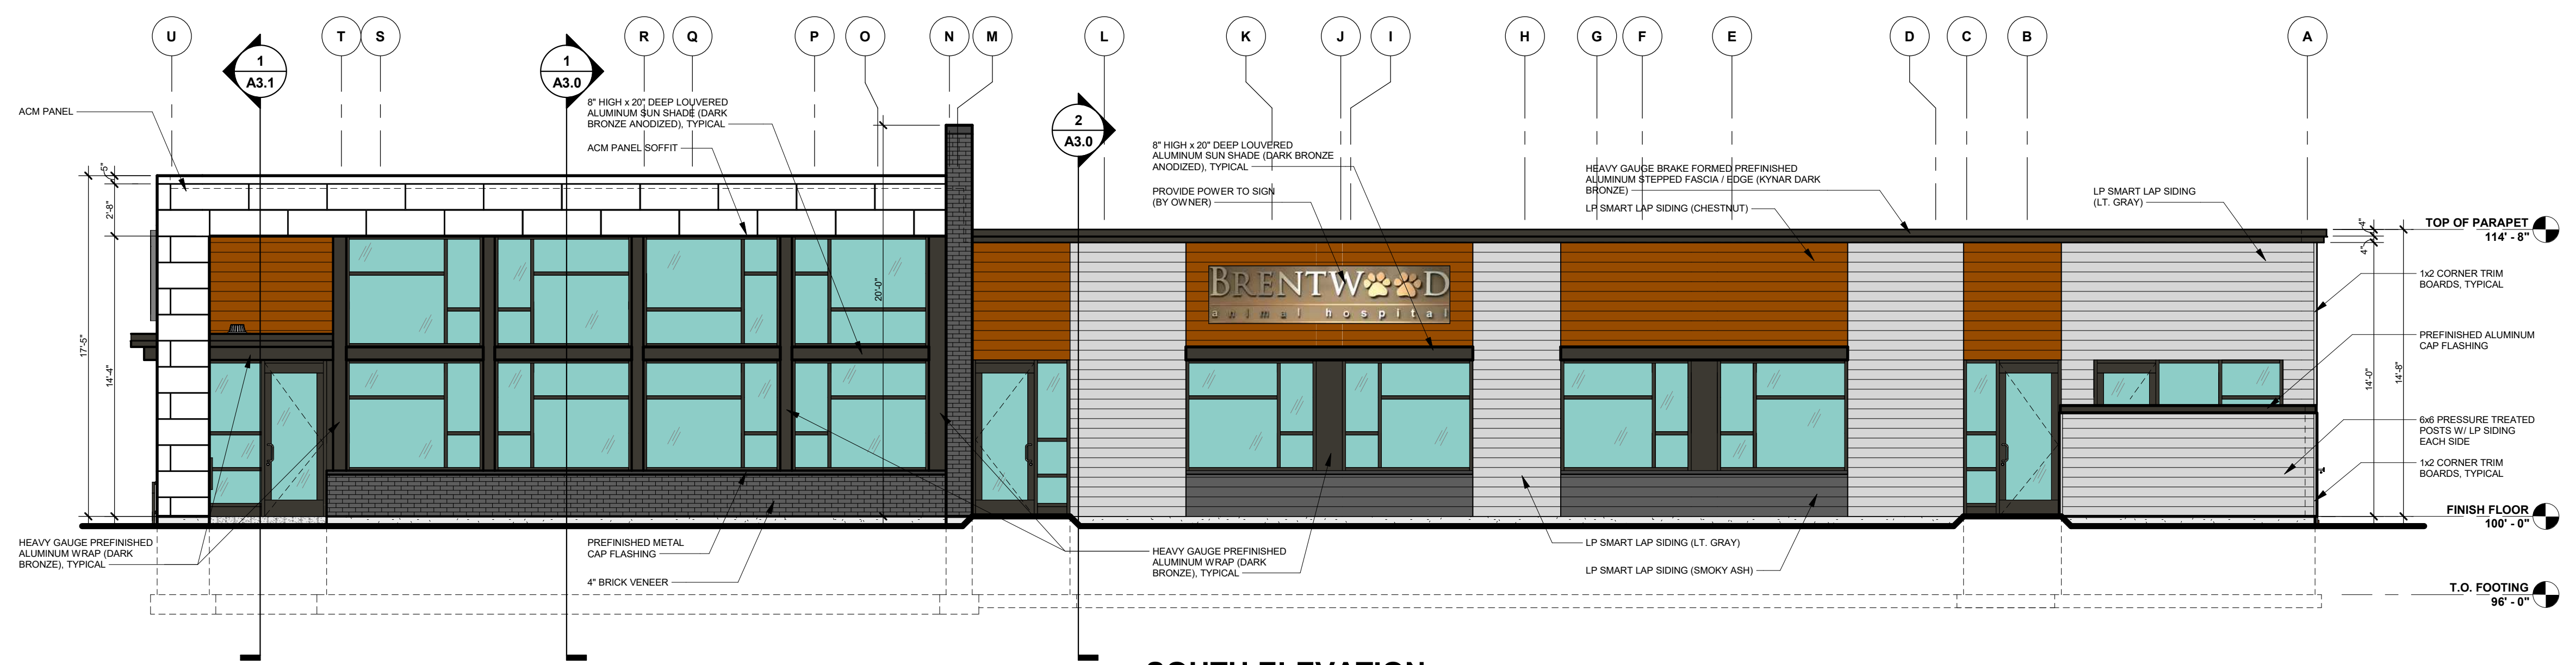 U
T
S
R
Q
P
O
N
M
L
K
J
I
H
G
F
E
D
C
B
A
1
A3.1
1
A3.0
2
A3.0
ACM PANEL
8" HIGH x 20" DEEP LOUVERED
ALUMINUM SUN SHADE (DARK
BRONZE ANODIZED), TYPICAL
ACM PANEL SOFFIT
8" HIGH x 20" DEEP LOUVERED
ALUMINUM SUN SHADE (DARK BRONZE
ANODIZED), TYPICAL
PROVIDE POWER TO SIGN
(BY OWNER)
HEAVY GAUGE BRAKE FORMED PREFINISHED
ALUMINUM STEPPED FASCIA / EDGE (KYNAR DARK
BRONZE)
LP SMART LAP SIDING (CHESTNUT)
LP SMART LAP SIDING
(LT. GRAY)
TOP OF PARAPET
114' - 8"
5"
2'-8"
17'-5"
14'-4"
20'-0"
4"
4"
14'-0"
14'-8"
BRENTWOOD
animal hospital
1x2 CORNER TRIM
BOARDS, TYPICAL
PREFINISHED ALUMINUM
CAP FLASHING
6x6 PRESSURE TREATED
POSTS W/ LP SIDING
EACH SIDE
1x2 CORNER TRIM
BOARDS, TYPICAL
FINISH FLOOR
100' - 0"
HEAVY GAUGE PREFINISHED
ALUMINUM WRAP (DARK
BRONZE), TYPICAL
PREFINISHED METAL
CAP FLASHING
4" BRICK VENEER
HEAVY GAUGE PREFINISHED
ALUMINUM WRAP (DARK
BRONZE), TYPICAL
LP SMART LAP SIDING (LT. GRAY)
LP SMART LAP SIDING (SMOKY ASH)
T.O. FOOTING
96' - 0"
SOUTH ELEVATION